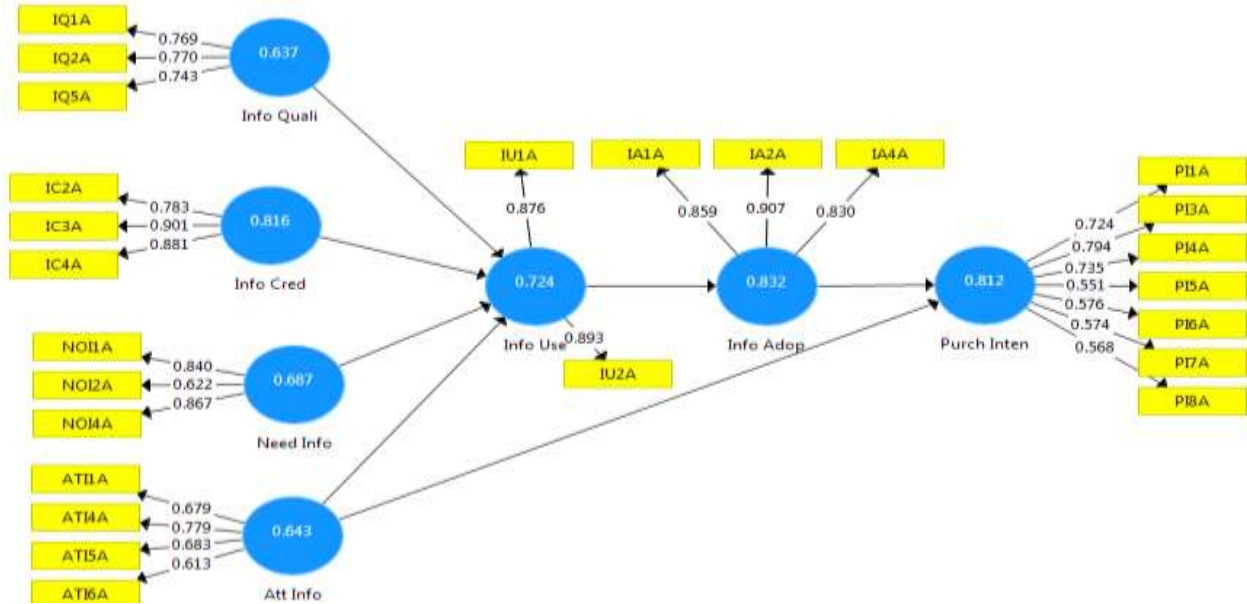 IQ1A
IQ2A
IQ5A
0.769
0.770
0.743
0.637
Info Quali
IC2A
IC3A
IC4A
0.783
0.901
0.881
0.816
Info Cred
NOI1A
NOI2A
NOI4A
0.840
0.622
0.867
0.687
Need Info
ATI1A
ATI4A
ATI5A
ATI6A
0.679
0.779
0.683
0.613
0.643
Att Info
IU1A
0.876
0.724
Info Use
0.893
IU2A
IA1A
IA2A
IA4A
0.859
0.907
0.830
0.832
Info Adop
0.812
Purch Inten
0.724
0.794
0.735
0.551
0.576
0.574
0.568
PI1A
PI3A
PI4A
PI5A
PI6A
PI7A
PI8A